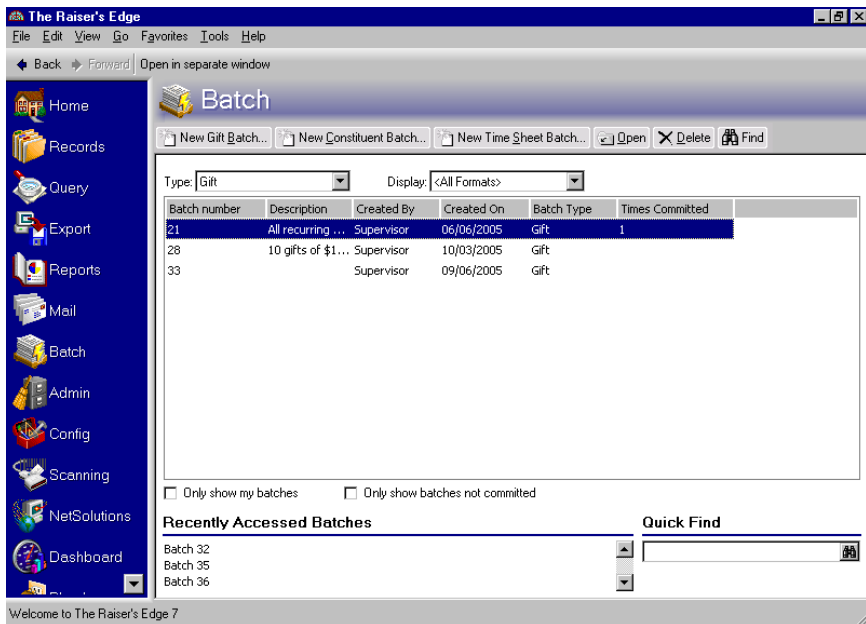 The Raiser's Edge
File Edit View Go Favorites Tools Help
Back Forward Open in separate window
Home
Records
Query
Export
Reports
Mail
Batch
Admin
Config
Scanning
NetSolutions
Dashboard
Batch
New Gift Batch... New Constituent Batch... New Time Sheet Batch... Open Delete Find
Type: Gift Display: <All Formats>
Batch number Description Created By Created On Batch Type Times Committed
21 All recurring ... Supervisor 06/06/2005 Gift 1
28 10 gifts of $1... Supervisor 10/03/2005 Gift
33 Supervisor 09/06/2005 Gift
Only show my batches Only show batches not committed
Recently Accessed Batches Quick Find
Batch 32
Batch 35
Batch 36
Welcome to The Raiser's Edge 7